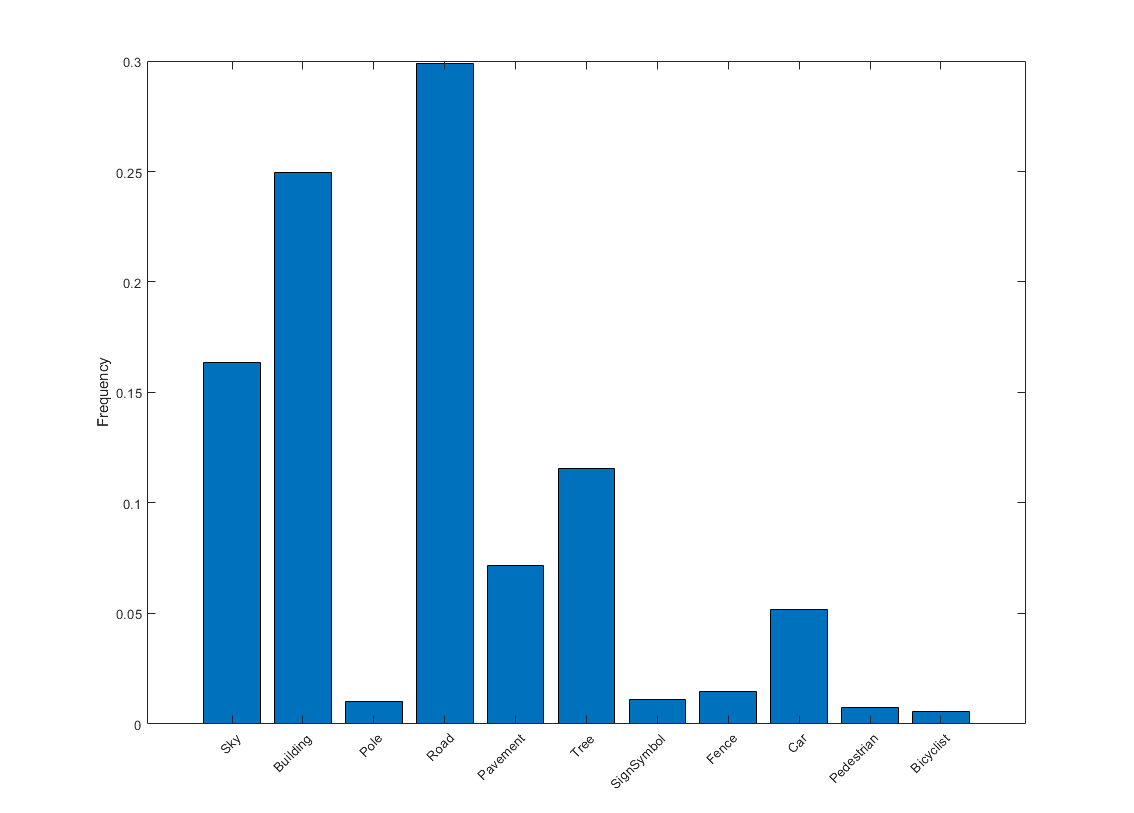 0.3
0.25
0.2
0.15
0.1
0.05
0
Frequency
Sky
Building
Pole
Road
Pavement
Tree
SignSymbol
Fence
Car
Pedestrian
Bicyclist